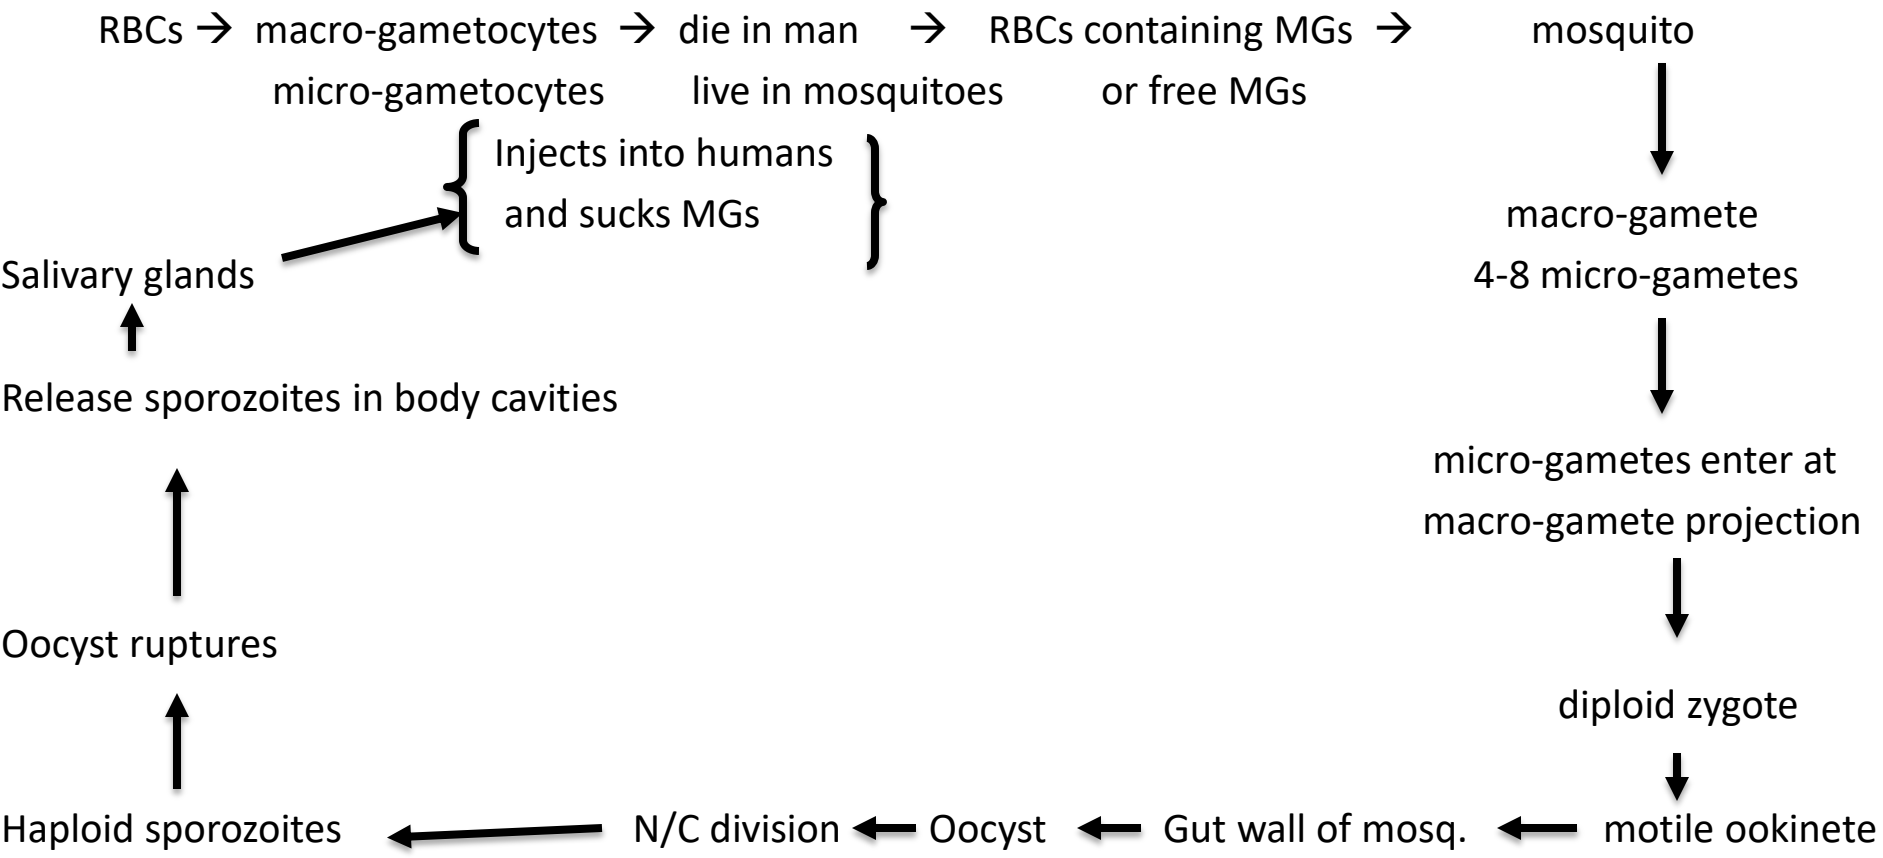 RBCs → macro-gametocytes → die in man → RBCs containing MGs → mosquito
micro-gametocytes live in mosquitoes or free MGs
Injects into humans
and sucks MGs
macro-gamete
Salivary glands
4-8 micro-gametes
Release sporozoites in body cavities
micro-gametes enter at
macro-gamete projection
Oocyst ruptures
diploid zygote
Haploid sporozoites
N/C division
Oocyst
Gut wall of mosq.
motile ookinete